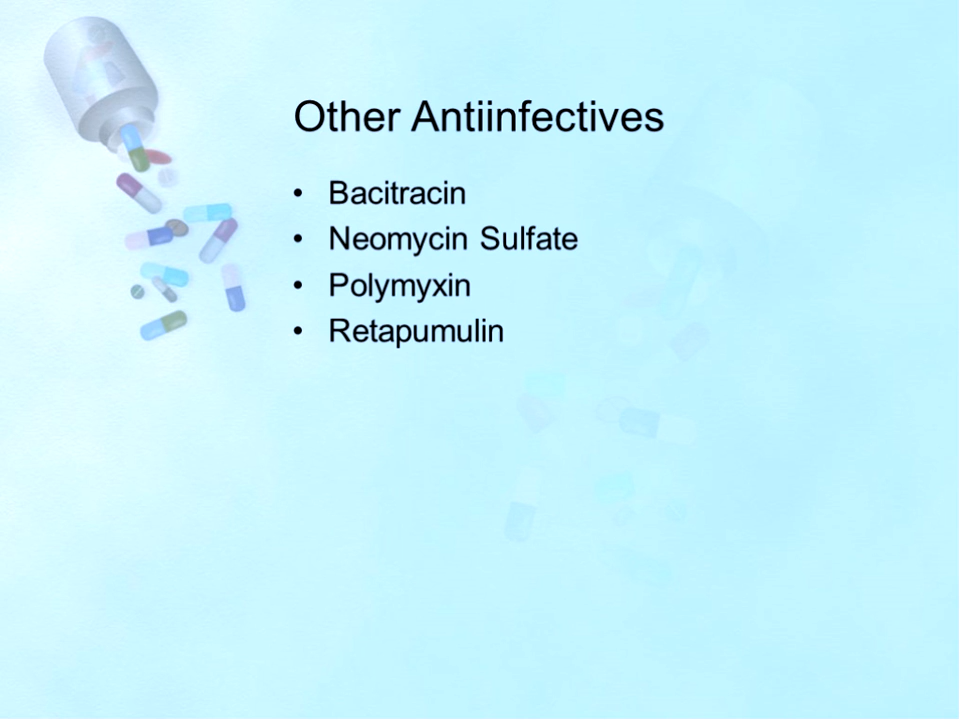 Other Antiinfectives
• Bacitracin
• Neomycin Sulfate
• Polymyxin
• Retapumulin